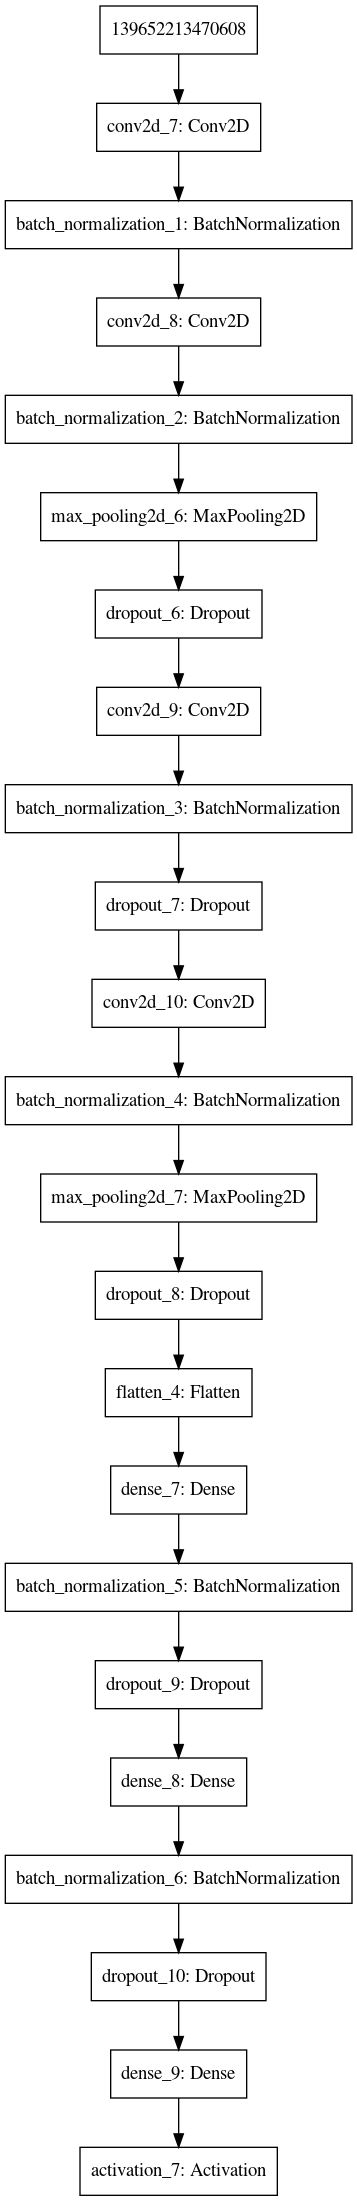 139652213470608
conv2d_7: Conv2D
batch_normalization_1: BatchNormalization
conv2d_8: Conv2D
batch_normalization_2: BatchNormalization
max_pooling2d_6: MaxPooling2D
dropout_6: Dropout
conv2d_9: Conv2D
batch_normalization_3: BatchNormalization
dropout_7: Dropout
conv2d_10: Conv2D
batch_normalization_4: BatchNormalization
max_pooling2d_7: MaxPooling2D
dropout_8: Dropout
flatten_4: Flatten
dense_7: Dense
batch_normalization_5: BatchNormalization
dropout_9: Dropout
dense_8: Dense
batch_normalization_6: BatchNormalization
dropout_10: Dropout
dense_9: Dense
activation_7: Activation